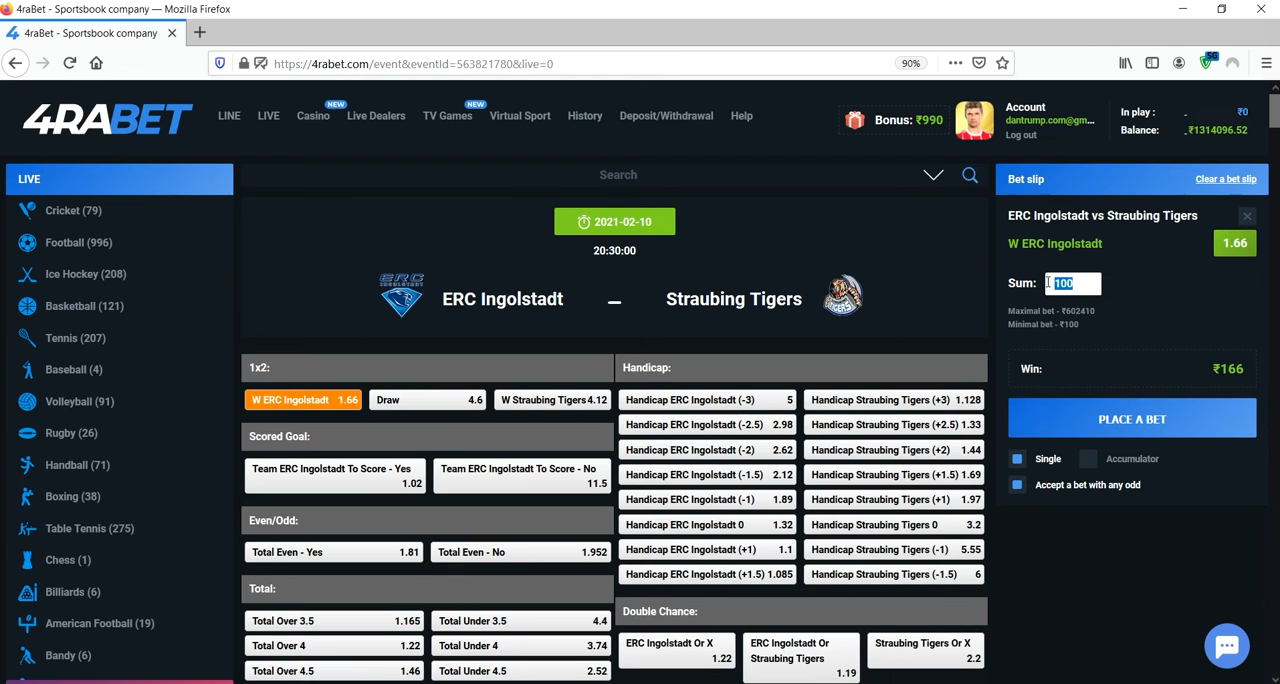 4raBet - Sportsbook company — Mozilla Firefox
4raBet - Sportsbook company
https://4rabet.com/event&eventId=563821780&live=0
90%
SG
4RABET
LINE
LIVE
Casino
NEW
Live Dealers
TV Games
NEW
Virtual Sport
History
Deposit/Withdrawal
Help
Bonus: ₹990
Account
dantrump.com@gm...
Log out
In play : ₹0
Balance: ₹1314096.52
LIVE
Cricket (79)
Football (996)
Ice Hockey (208)
Basketball (121)
Tennis (207)
Baseball (4)
Volleyball (91)
Rugby (26)
Handball (71)
Boxing (38)
Table Tennis (275)
Chess (1)
Billiards (6)
American Football (19)
Bandy (6)
Search
2021-02-10
20:30:00
ERC
INGOLSTADT
ERC Ingolstadt – Straubing Tigers
TIGERS
1x2:
W ERC Ingolstadt 1.66
Draw 4.6
W Straubing Tigers 4.12
Scored Goal:
Team ERC Ingolstadt To Score - Yes
1.02
Team ERC Ingolstadt To Score - No
11.5
Even/Odd:
Total Even - Yes 1.81
Total Even - No 1.952
Total:
Total Over 3.5 1.165
Total Under 3.5 4.4
Total Over 4 1.22
Total Under 4 3.74
Total Over 4.5 1.46
Total Under 4.5 2.52
Handicap:
Handicap ERC Ingolstadt (-3) 5
Handicap Straubing Tigers (+3) 1.128
Handicap ERC Ingolstadt (-2.5) 2.98
Handicap Straubing Tigers (+2.5) 1.33
Handicap ERC Ingolstadt (-2) 2.62
Handicap Straubing Tigers (+2) 1.44
Handicap ERC Ingolstadt (-1.5) 2.12
Handicap Straubing Tigers (+1.5) 1.69
Handicap ERC Ingolstadt (-1) 1.89
Handicap Straubing Tigers (+1) 1.97
Handicap ERC Ingolstadt 0 1.32
Handicap Straubing Tigers 0 3.2
Handicap ERC Ingolstadt (+1) 1.1
Handicap Straubing Tigers (-1) 5.55
Handicap ERC Ingolstadt (+1.5) 1.085
Handicap Straubing Tigers (-1.5) 6
Double Chance:
ERC Ingolstadt Or X
1.22
ERC Ingolstadt Or
Straubing Tigers
1.19
Straubing Tigers Or X
2.2
Bet slip
Clear a bet slip
ERC Ingolstadt vs Straubing Tigers
W ERC Ingolstadt 1.66
Sum: 100
Maximal bet - ₹602410
Minimal bet - ₹100
Win: ₹166
PLACE A BET
Single
Accumulator
Accept a bet with any odd